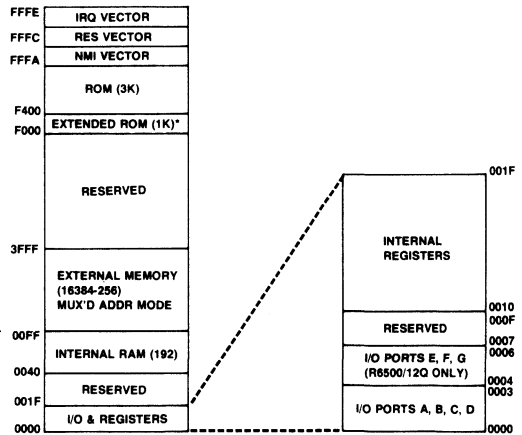 FFFE
IRQ VECTOR
FFFC
RES VECTOR
FFFA
NMI VECTOR
ROM (3K)
F400
EXTENDED ROM (1K)*
F000
RESERVED
3FFF
EXTERNAL MEMORY
(16384-256)
MUX'D ADDR MODE
00FF
INTERNAL RAM (192)
0040
RESERVED
001F
I/O & REGISTERS
0000
001F
INTERNAL
REGISTERS
0010
000F
RESERVED
0007
0006
I/O PORTS E, F, G
(R6500/12Q ONLY)
0004
0003
I/O PORTS A, B, C, D
0000